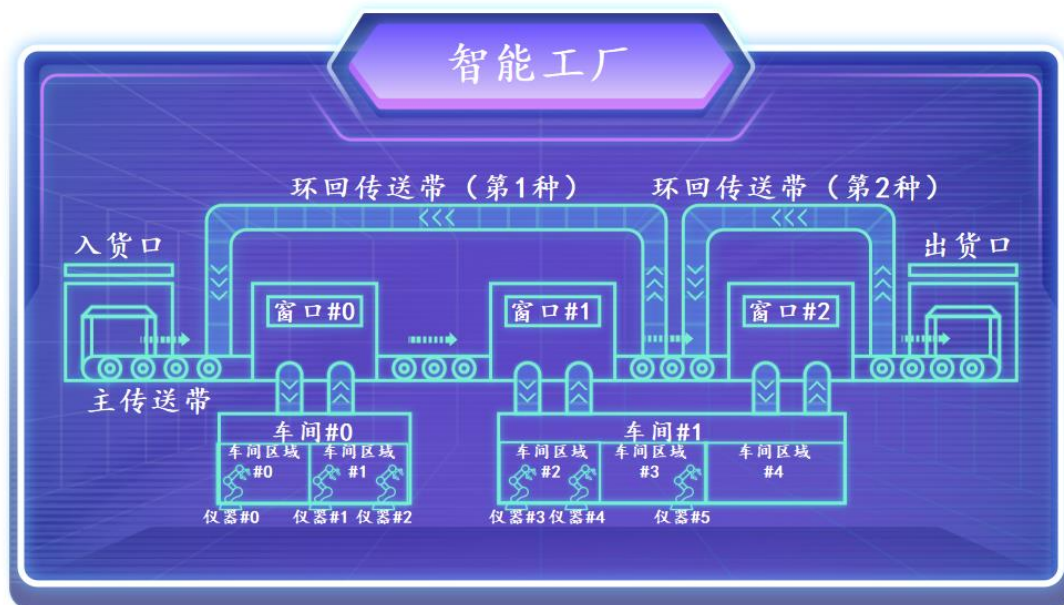 智能工厂
环回传送带（第1种） 环回传送带（第2种）
入货口 出货口
窗口#0 窗口#1 窗口#2
主传送带
车间#0 车间#1
车间区域#0 车间区域#1 车间区域#2 车间区域#3 车间区域#4
仪器#0 仪器#1 仪器#2 仪器#3 仪器#4 仪器#5